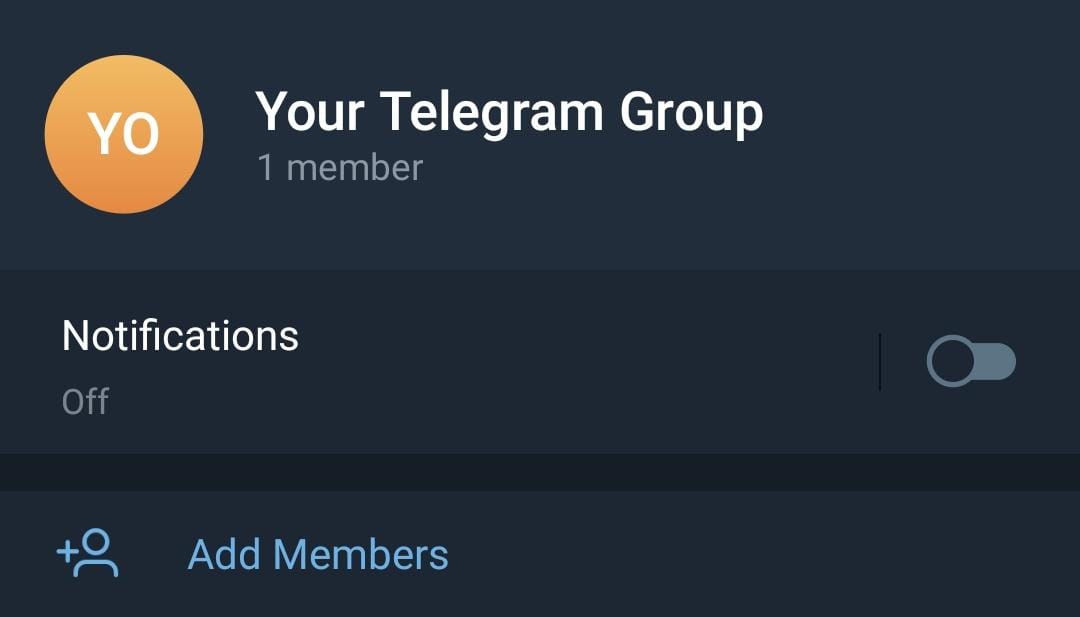 YO
Your Telegram Group
1 member
Notifications
Off
Add Members